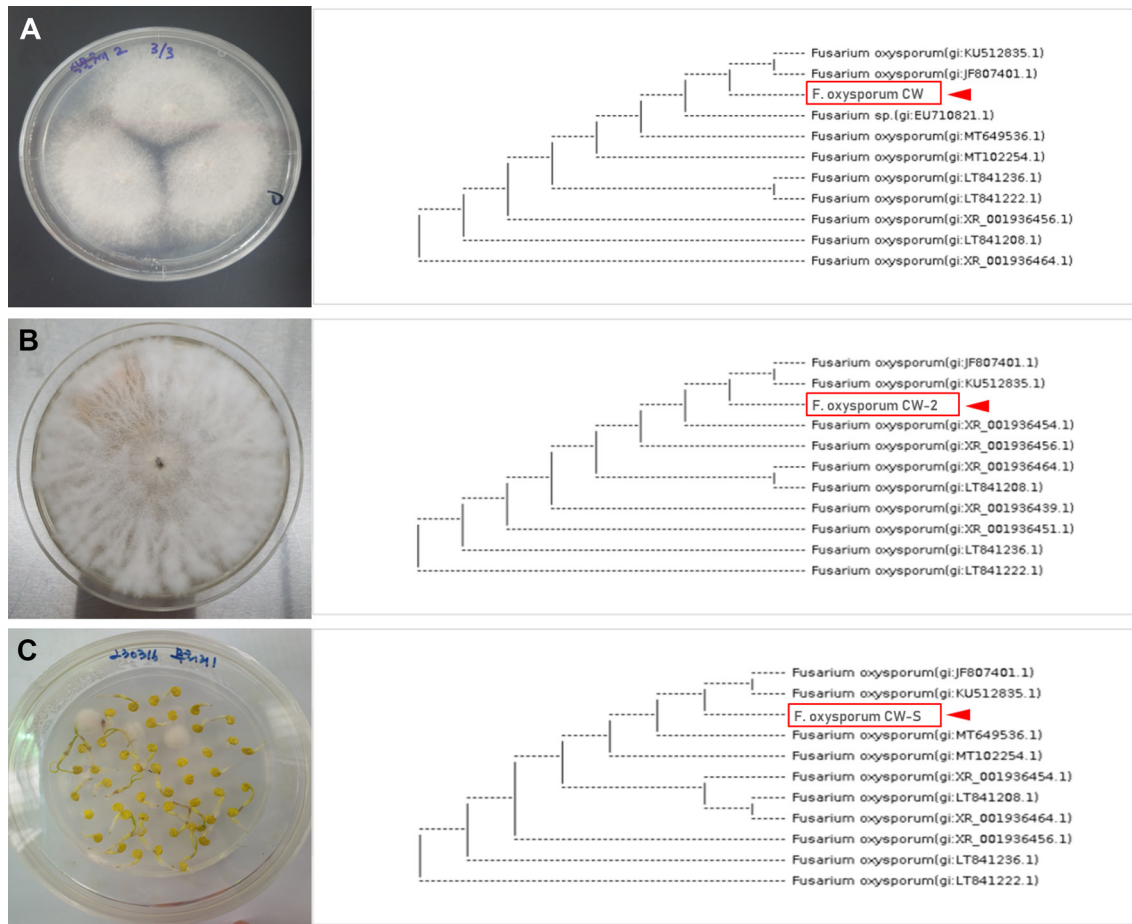 A
2 3/3
Fusarium oxysporum(gi:KU512835.1)
Fusarium oxysporum(gi:JF807401.1)
F. oxysporum CW
Fusarium sp.(gi:EU710821.1)
Fusarium oxysporum(gi:MT649536.1)
Fusarium oxysporum(gi:MT102254.1)
Fusarium oxysporum(gi:LT841236.1)
Fusarium oxysporum(gi:LT841222.1)
Fusarium oxysporum(gi:XR_001936456.1)
Fusarium oxysporum(gi:LT841208.1)
Fusarium oxysporum(gi:XR_001936464.1)
B
Fusarium oxysporum(gi:JF807401.1)
Fusarium oxysporum(gi:KU512835.1)
F. oxysporum CW-2
Fusarium oxysporum(gi:XR_001936454.1)
Fusarium oxysporum(gi:XR_001936456.1)
Fusarium oxysporum(gi:XR_001936464.1)
Fusarium oxysporum(gi:LT841208.1)
Fusarium oxysporum(gi:XR_001936439.1)
Fusarium oxysporum(gi:XR_001936451.1)
Fusarium oxysporum(gi:LT841236.1)
Fusarium oxysporum(gi:LT841222.1)
C
230316
Fusarium oxysporum(gi:JF807401.1)
Fusarium oxysporum(gi:KU512835.1)
F. oxysporum CW-S
Fusarium oxysporum(gi:MT649536.1)
Fusarium oxysporum(gi:MT102254.1)
Fusarium oxysporum(gi:XR_001936454.1)
Fusarium oxysporum(gi:LT841208.1)
Fusarium oxysporum(gi:XR_001936464.1)
Fusarium oxysporum(gi:XR_001936456.1)
Fusarium oxysporum(gi:LT841236.1)
Fusarium oxysporum(gi:LT841222.1)